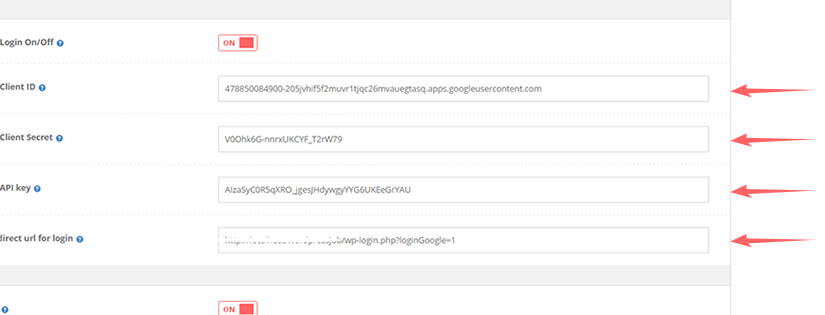 Login On/Off
ON
Client ID
478850084900-205jvhif5f2muvr1tjqc26mvauegtasq.apps.googleusercontent.com
Client Secret
V0Ohk6G-nnrxUKCYF_T2rW79
API key
AIzaSyC0R5qXRO_jgesJHdywgyYYG6UKEeGrYAU
direct url for login
/wp-login.php?loginGoogle=1
ON